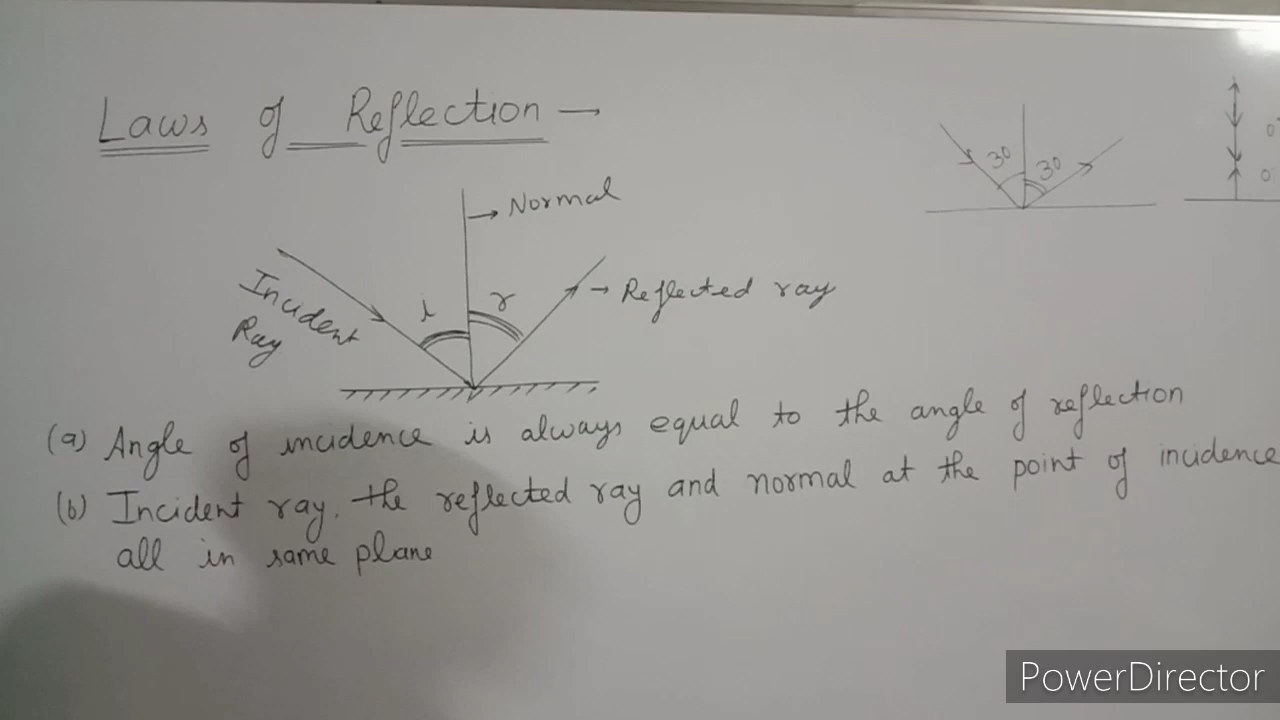 Laws of Reflection →
Normal
Incident
Ray
i
r
Reflected ray
30
30
0°
0
(a) Angle of incidence is always equal to the angle of reflection
(b) Incident ray, the reflected ray and normal at the point of incidence
all in same plane
PowerDirector